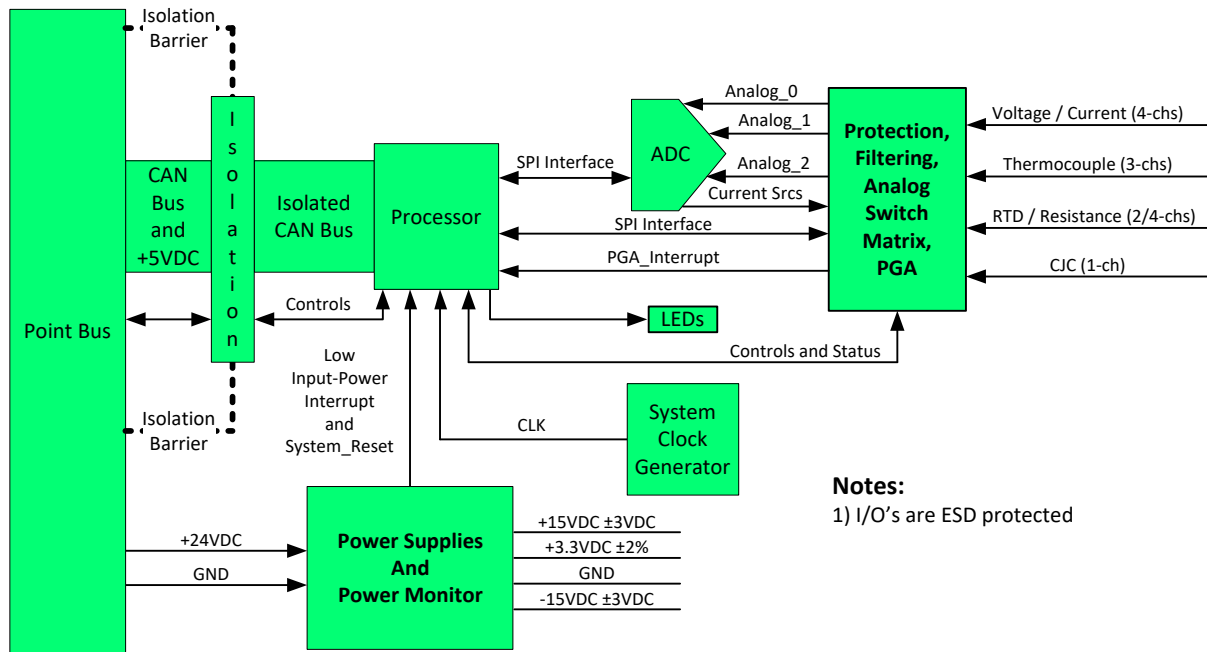 Isolation
Barrier
Point Bus
CAN
Bus
and
+5VDC
Isolation
Isolated
CAN Bus
Controls
Processor
SPI Interface
ADC
Analog_0
Analog_1
Analog_2
Current Srcs
SPI Interface
PGA_Interrupt
Protection,
Filtering,
Analog
Switch
Matrix,
PGA
Voltage / Current (4-chs)
Thermocouple (3-chs)
RTD / Resistance (2/4-chs)
CJC (1-ch)
LEDs
Controls and Status
Low
Input-Power
Interrupt
and
System_Reset
Isolation
Barrier
CLK
System
Clock
Generator
+24VDC
GND
Power Supplies
And
Power Monitor
+15VDC ±3VDC
+3.3VDC ±2%
GND
-15VDC ±3VDC
Notes:
1) I/O's are ESD protected